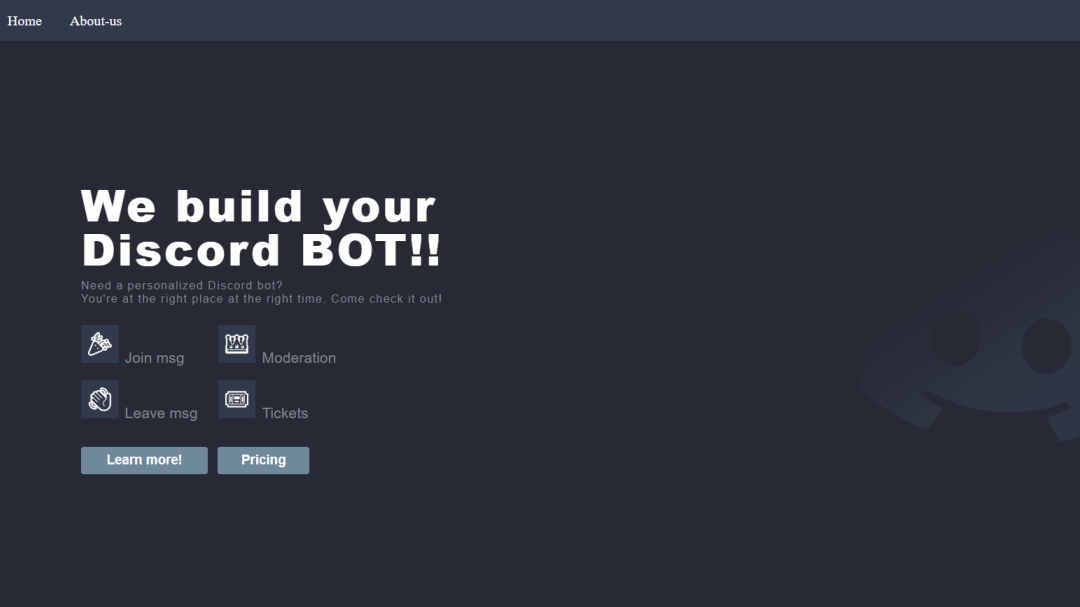 Home About-us
We build your
Discord BOT!!
Need a personalized Discord bot?
You're at the right place at the right time. Come check it out!
Join msg Moderation
Leave msg Tickets
Learn more! Pricing